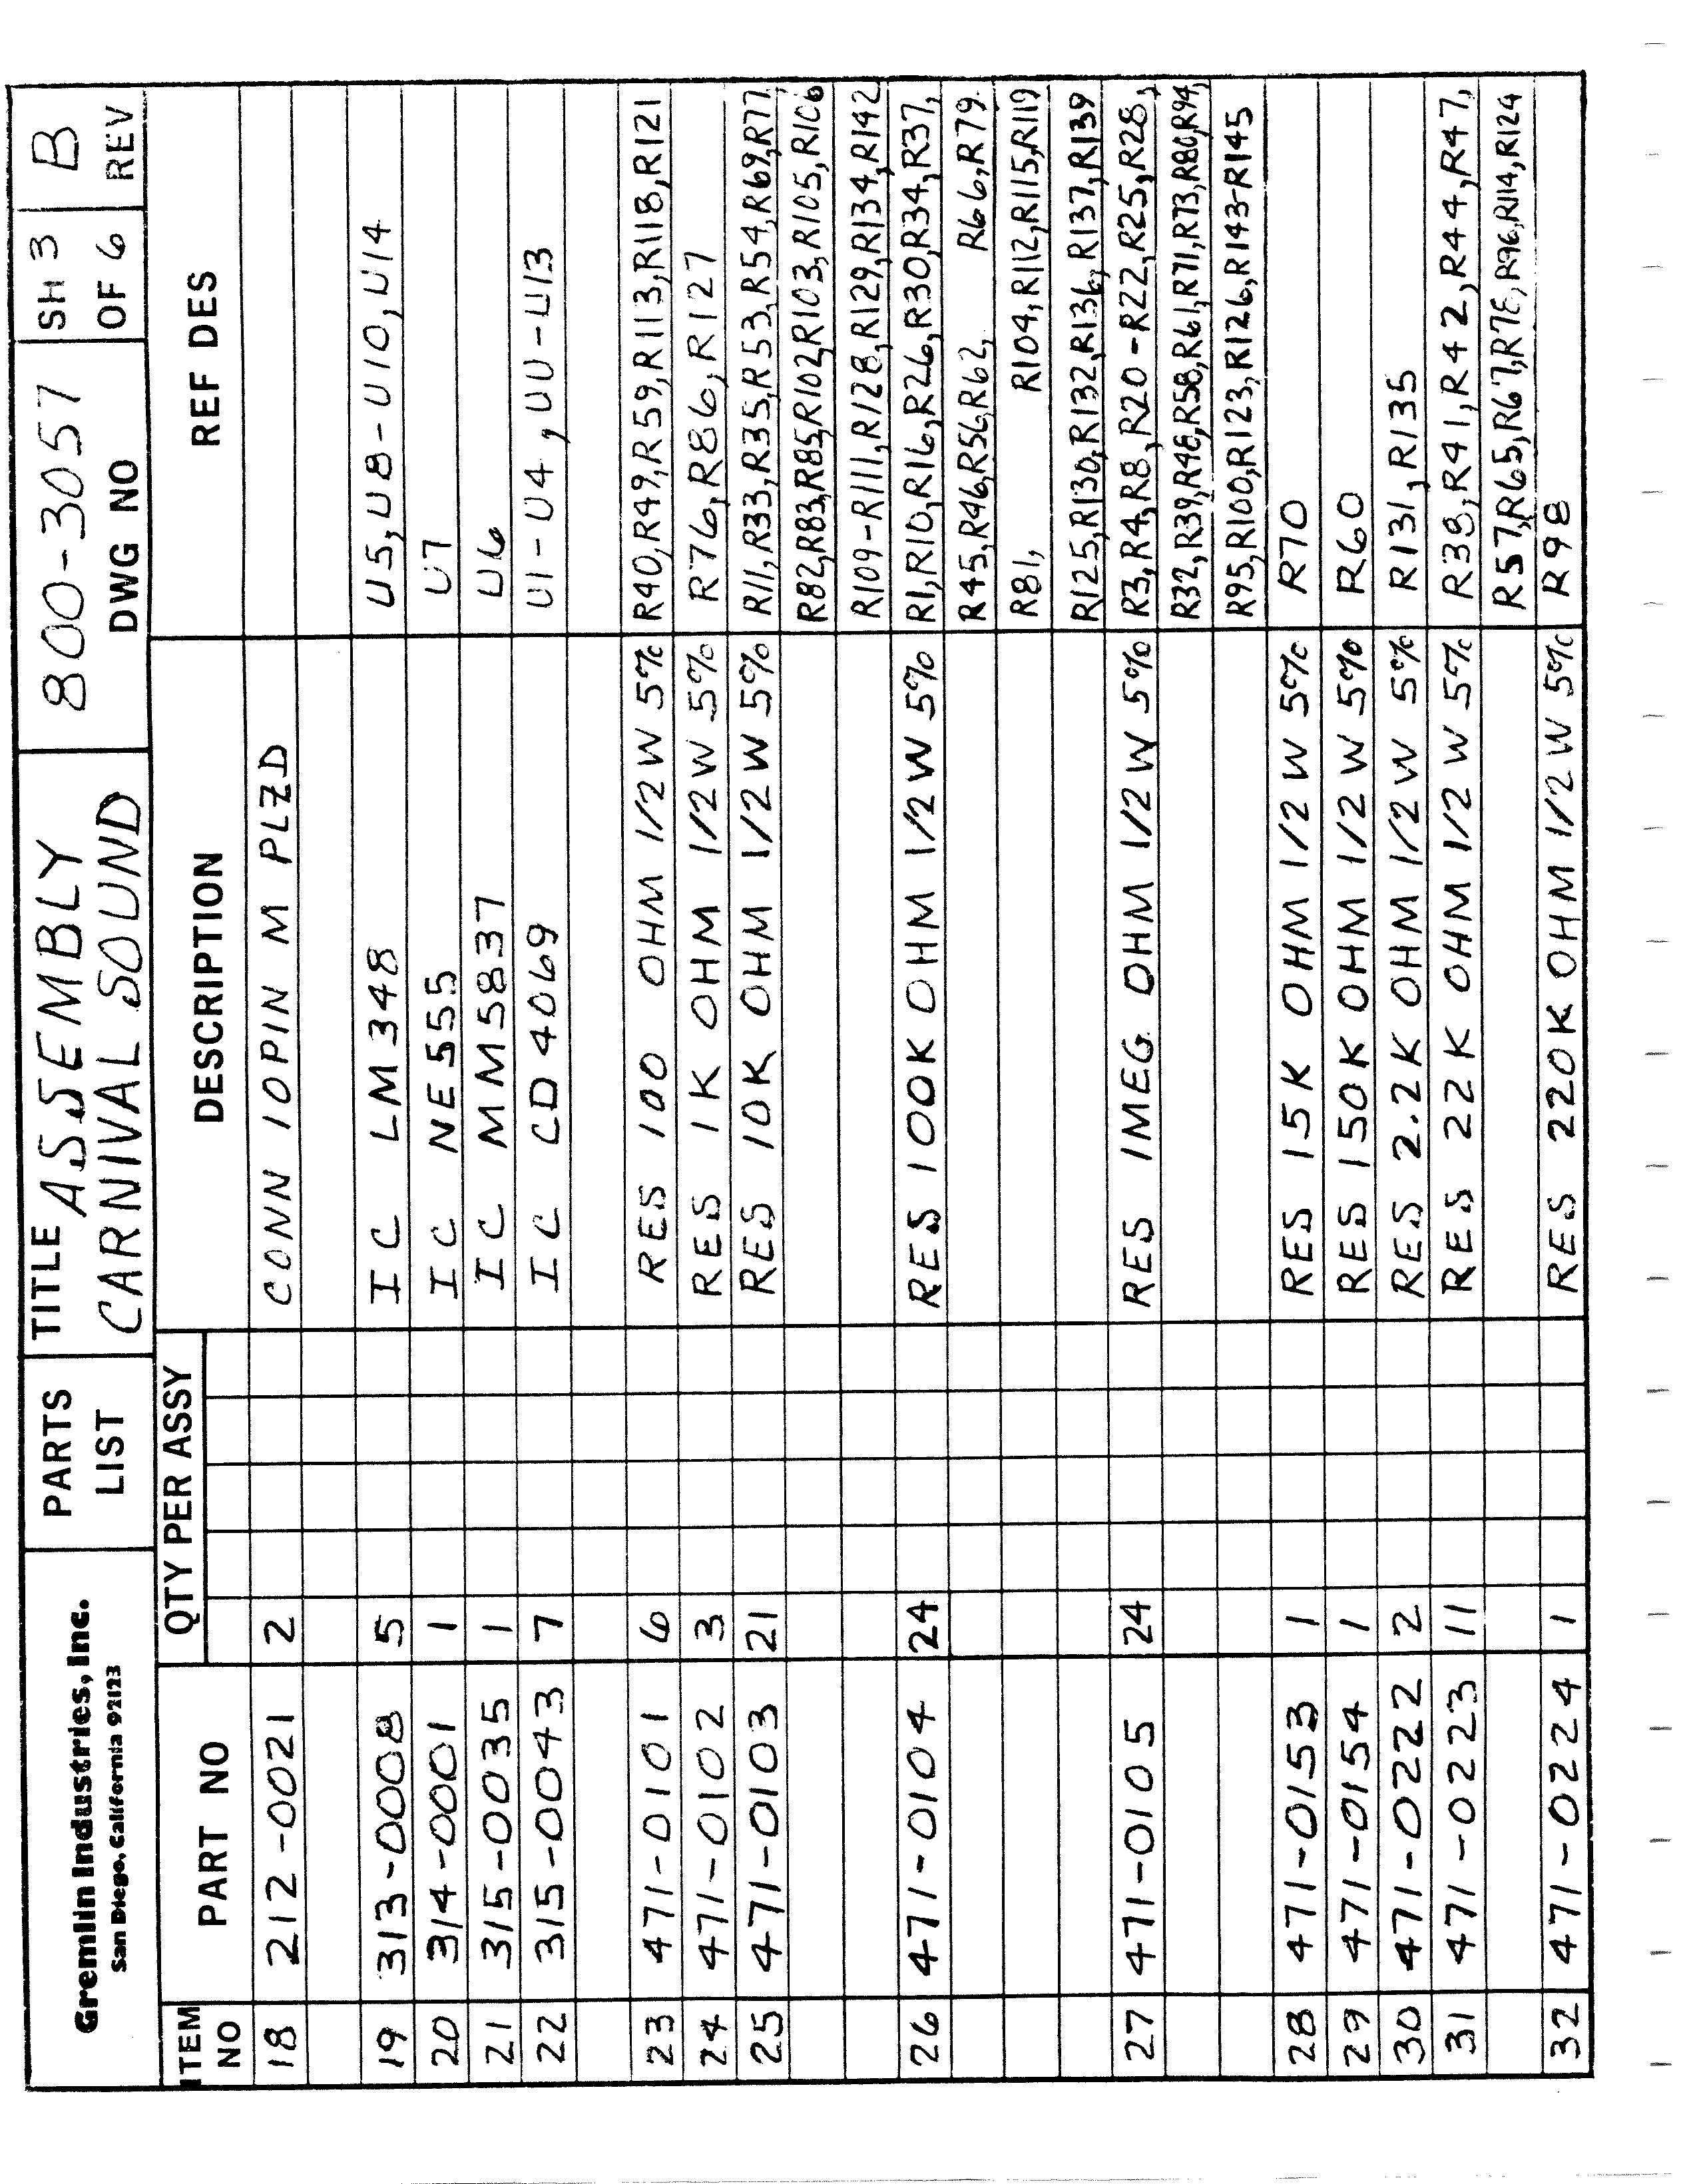 Gremlin Industries, Inc.
San Diego, California 92123
PARTS LIST
TITLE ASSEMBLY
CARNIVAL SOUND
800-3057
DWG NO
SH 3
OF 6
B
REV
ITEM NO PART NO QTY PER ASSY DESCRIPTION REF DES
18 212-0021 2 CONN 10PIN M PLZD
19 313-0008 5 IC LM348 U5,U8-U10,U14
20 314-0001 1 IC NE555 U7
21 315-0035 1 IC MM5837 U6
22 315-0043 7 IC CD4069 U1-U4,UU-U13
23 471-0101 6 RES 100 OHM 1/2W 5% R40,R49,R59,R113,R118,R121
24 471-0102 3 RES 1K OHM 1/2W 5% R76,R86,R127
25 471-0103 21 RES 10K OHM 1/2W 5% R11,R33,R35,R53,R54,R69,R77
R82,R83,R85,R102,R103,R105,R106
R109-R111,R128,R129,R134,R142
26 471-0104 24 RES 100K OHM 1/2W 5% R1,R10,R16,R26,R30,R34,R37,
R45,R46,R56,R62, R66,R79
R81, R104,R112,R115,R119
R125,R130,R132,R136,R137,R139
27 471-0105 24 RES 1MEG OHM 1/2W 5% R3,R4,R8,R20-R22,R25,R28,
R32,R39,R48,R58,R61,R71,R73,R80,R94,
R95,R100,R123,R126,R143-R145
28 471-0153 1 RES 15K OHM 1/2W 5% R70
29 471-0154 1 RES 150K OHM 1/2W 5% R60
30 471-0222 2 RES 2.2K OHM 1/2W 5% R131,R135
31 471-0223 11 RES 22K OHM 1/2W 5% R38,R41,R42,R44,R47,
R57,R65,R67,R78,R96,R114,R124
32 471-0224 1 RES 220K OHM 1/2W 5% R98